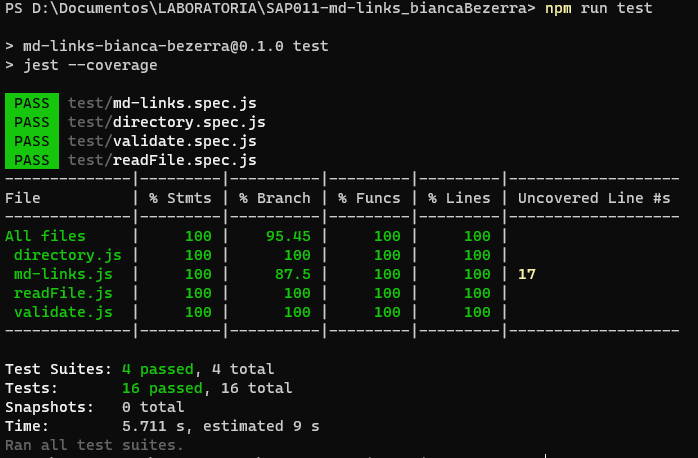 PS D:\Documentos\LABORATORIA\SAP011-md-links_biancaBezerra> npm run test
> md-links-bianca-bezerra@0.1.0 test
> jest --coverage
PASS test/md-links.spec.js
PASS test/directory.spec.js
PASS test/validate.spec.js
PASS test/readFile.spec.js
--------------|---------|----------|---------|---------|-------------------
File          | % Stmts | % Branch | % Funcs | % Lines | Uncovered Line #s
--------------|---------|----------|---------|---------|-------------------
All files     |     100 |    95.45 |     100 |     100 |
 directory.js |     100 |      100 |     100 |     100 |
 md-links.js  |     100 |     87.5 |     100 |     100 | 17
 readFile.js  |     100 |      100 |     100 |     100 |
 validate.js  |     100 |      100 |     100 |     100 |
--------------|---------|----------|---------|---------|-------------------
Test Suites: 4 passed, 4 total
Tests:       16 passed, 16 total
Snapshots:   0 total
Time:        5.711 s, estimated 9 s
Ran all test suites.